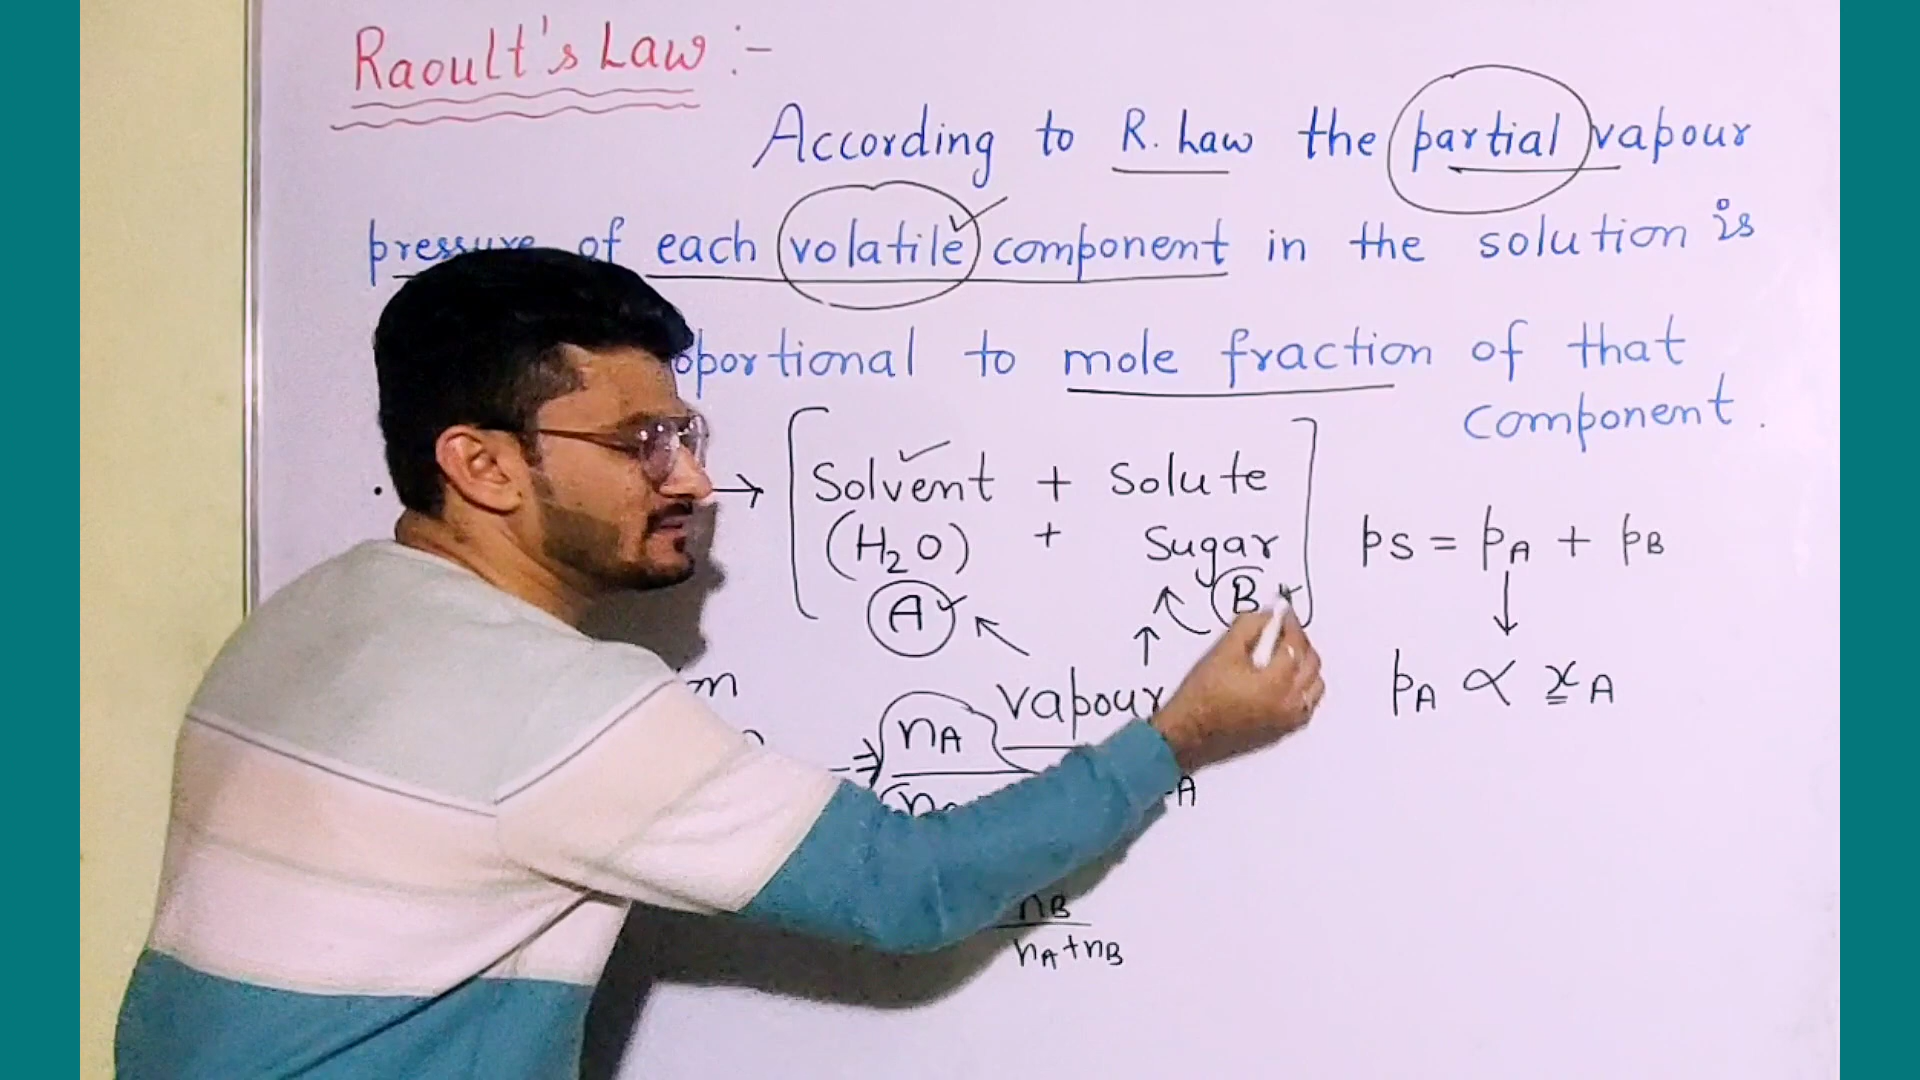 Raoult's Law :-
According to R. Law the partial vapour
pressure of each volatile component in the solution is
oportional to mole fraction of that
component.
. → [Solvent + Solute]
(H₂O) + Sugar
pS = pA + pB
A B
pA ∝ xA
vapour
⇒ nA
nB
nA+nB